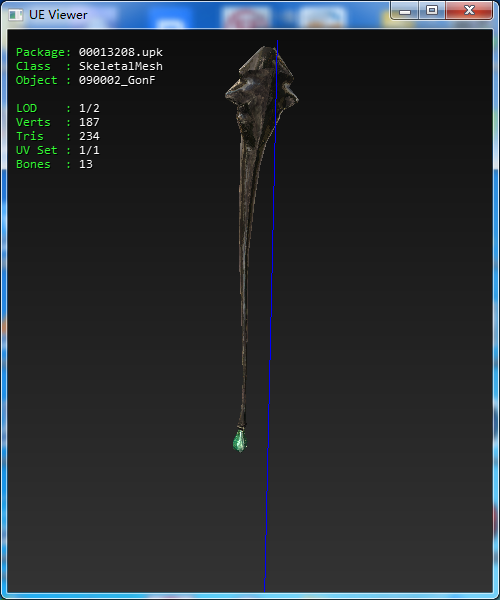 UE Viewer
Package: 00013208.upk
Class  : SkeletalMesh
Object : 090002_GonF
LOD    : 1/2
Verts  : 187
Tris   : 234
UV Set : 1/1
Bones  : 13